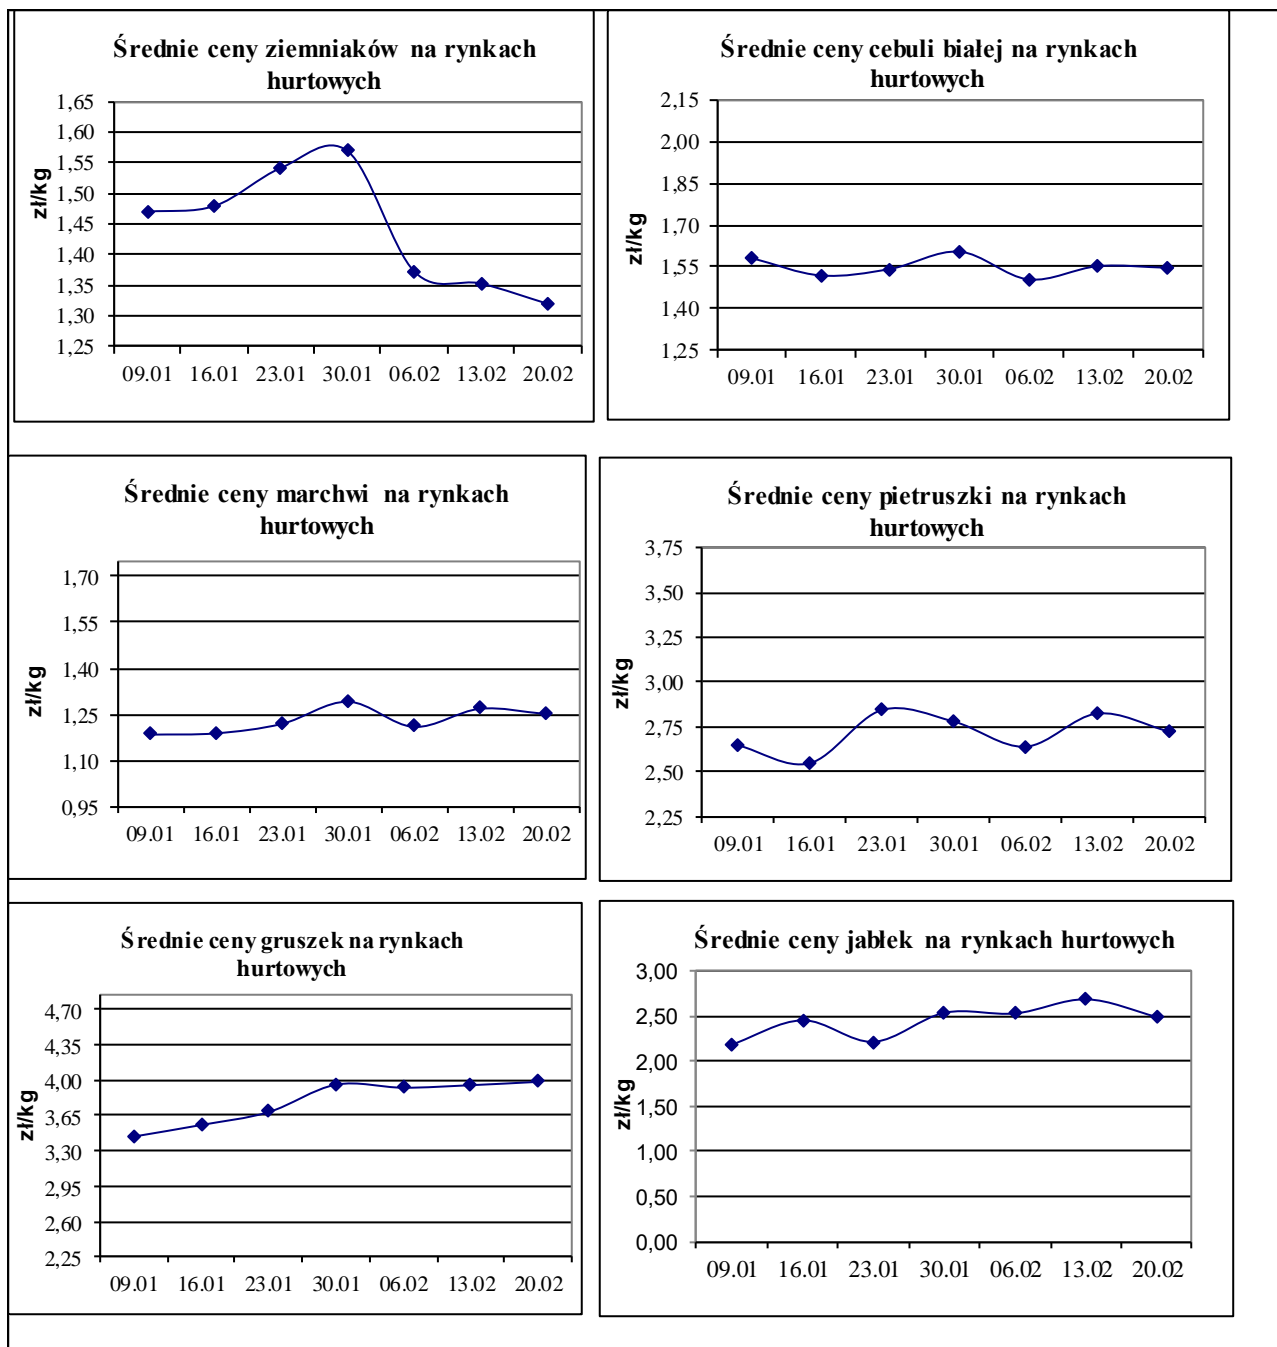 Średnie ceny ziemniaków na rynkach
hurtowych
zł/kg
1,65
1,60
1,55
1,50
1,45
1,40
1,35
1,30
1,25
09.01 16.01 23.01 30.01 06.02 13.02 20.02
Średnie ceny cebuli białej na rynkach
hurtowych
zł/kg
2,15
2,00
1,85
1,70
1,55
1,40
1,25
09.01 16.01 23.01 30.01 06.02 13.02 20.02
Średnie ceny marchwi na rynkach
hurtowych
zł/kg
1,70
1,55
1,40
1,25
1,10
0,95
09.01 16.01 23.01 30.01 06.02 13.02 20.02
Średnie ceny pietruszki na rynkach
hurtowych
zł/kg
3,75
3,50
3,25
3,00
2,75
2,50
2,25
09.01 16.01 23.01 30.01 06.02 13.02 20.02
Średnie ceny gruszek na rynkach
hurtowych
zł/kg
4,70
4,35
4,00
3,65
3,30
2,95
2,60
2,25
09.01 16.01 23.01 30.01 06.02 13.02 20.02
Średnie ceny jabłek na rynkach hurtowych
zł/kg
3,00
2,50
2,00
1,50
1,00
0,50
0,00
09.01 16.01 23.01 30.01 06.02 13.02 20.02